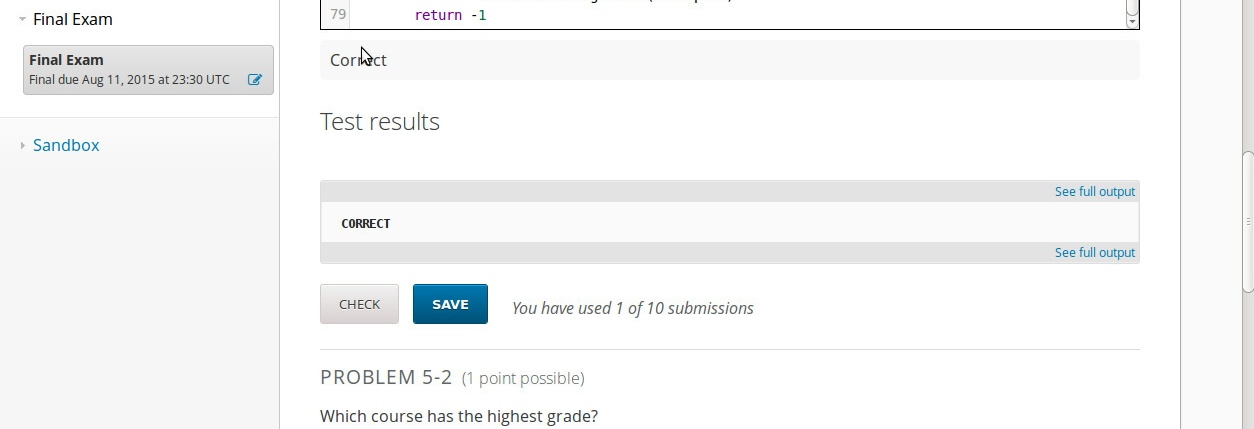 Final Exam
Final Exam
Final due Aug 11, 2015 at 23:30 UTC
Sandbox
79 return -1
Correct
Test results
See full output
CORRECT
See full output
CHECK SAVE You have used 1 of 10 submissions
PROBLEM 5-2 (1 point possible)
Which course has the highest grade?